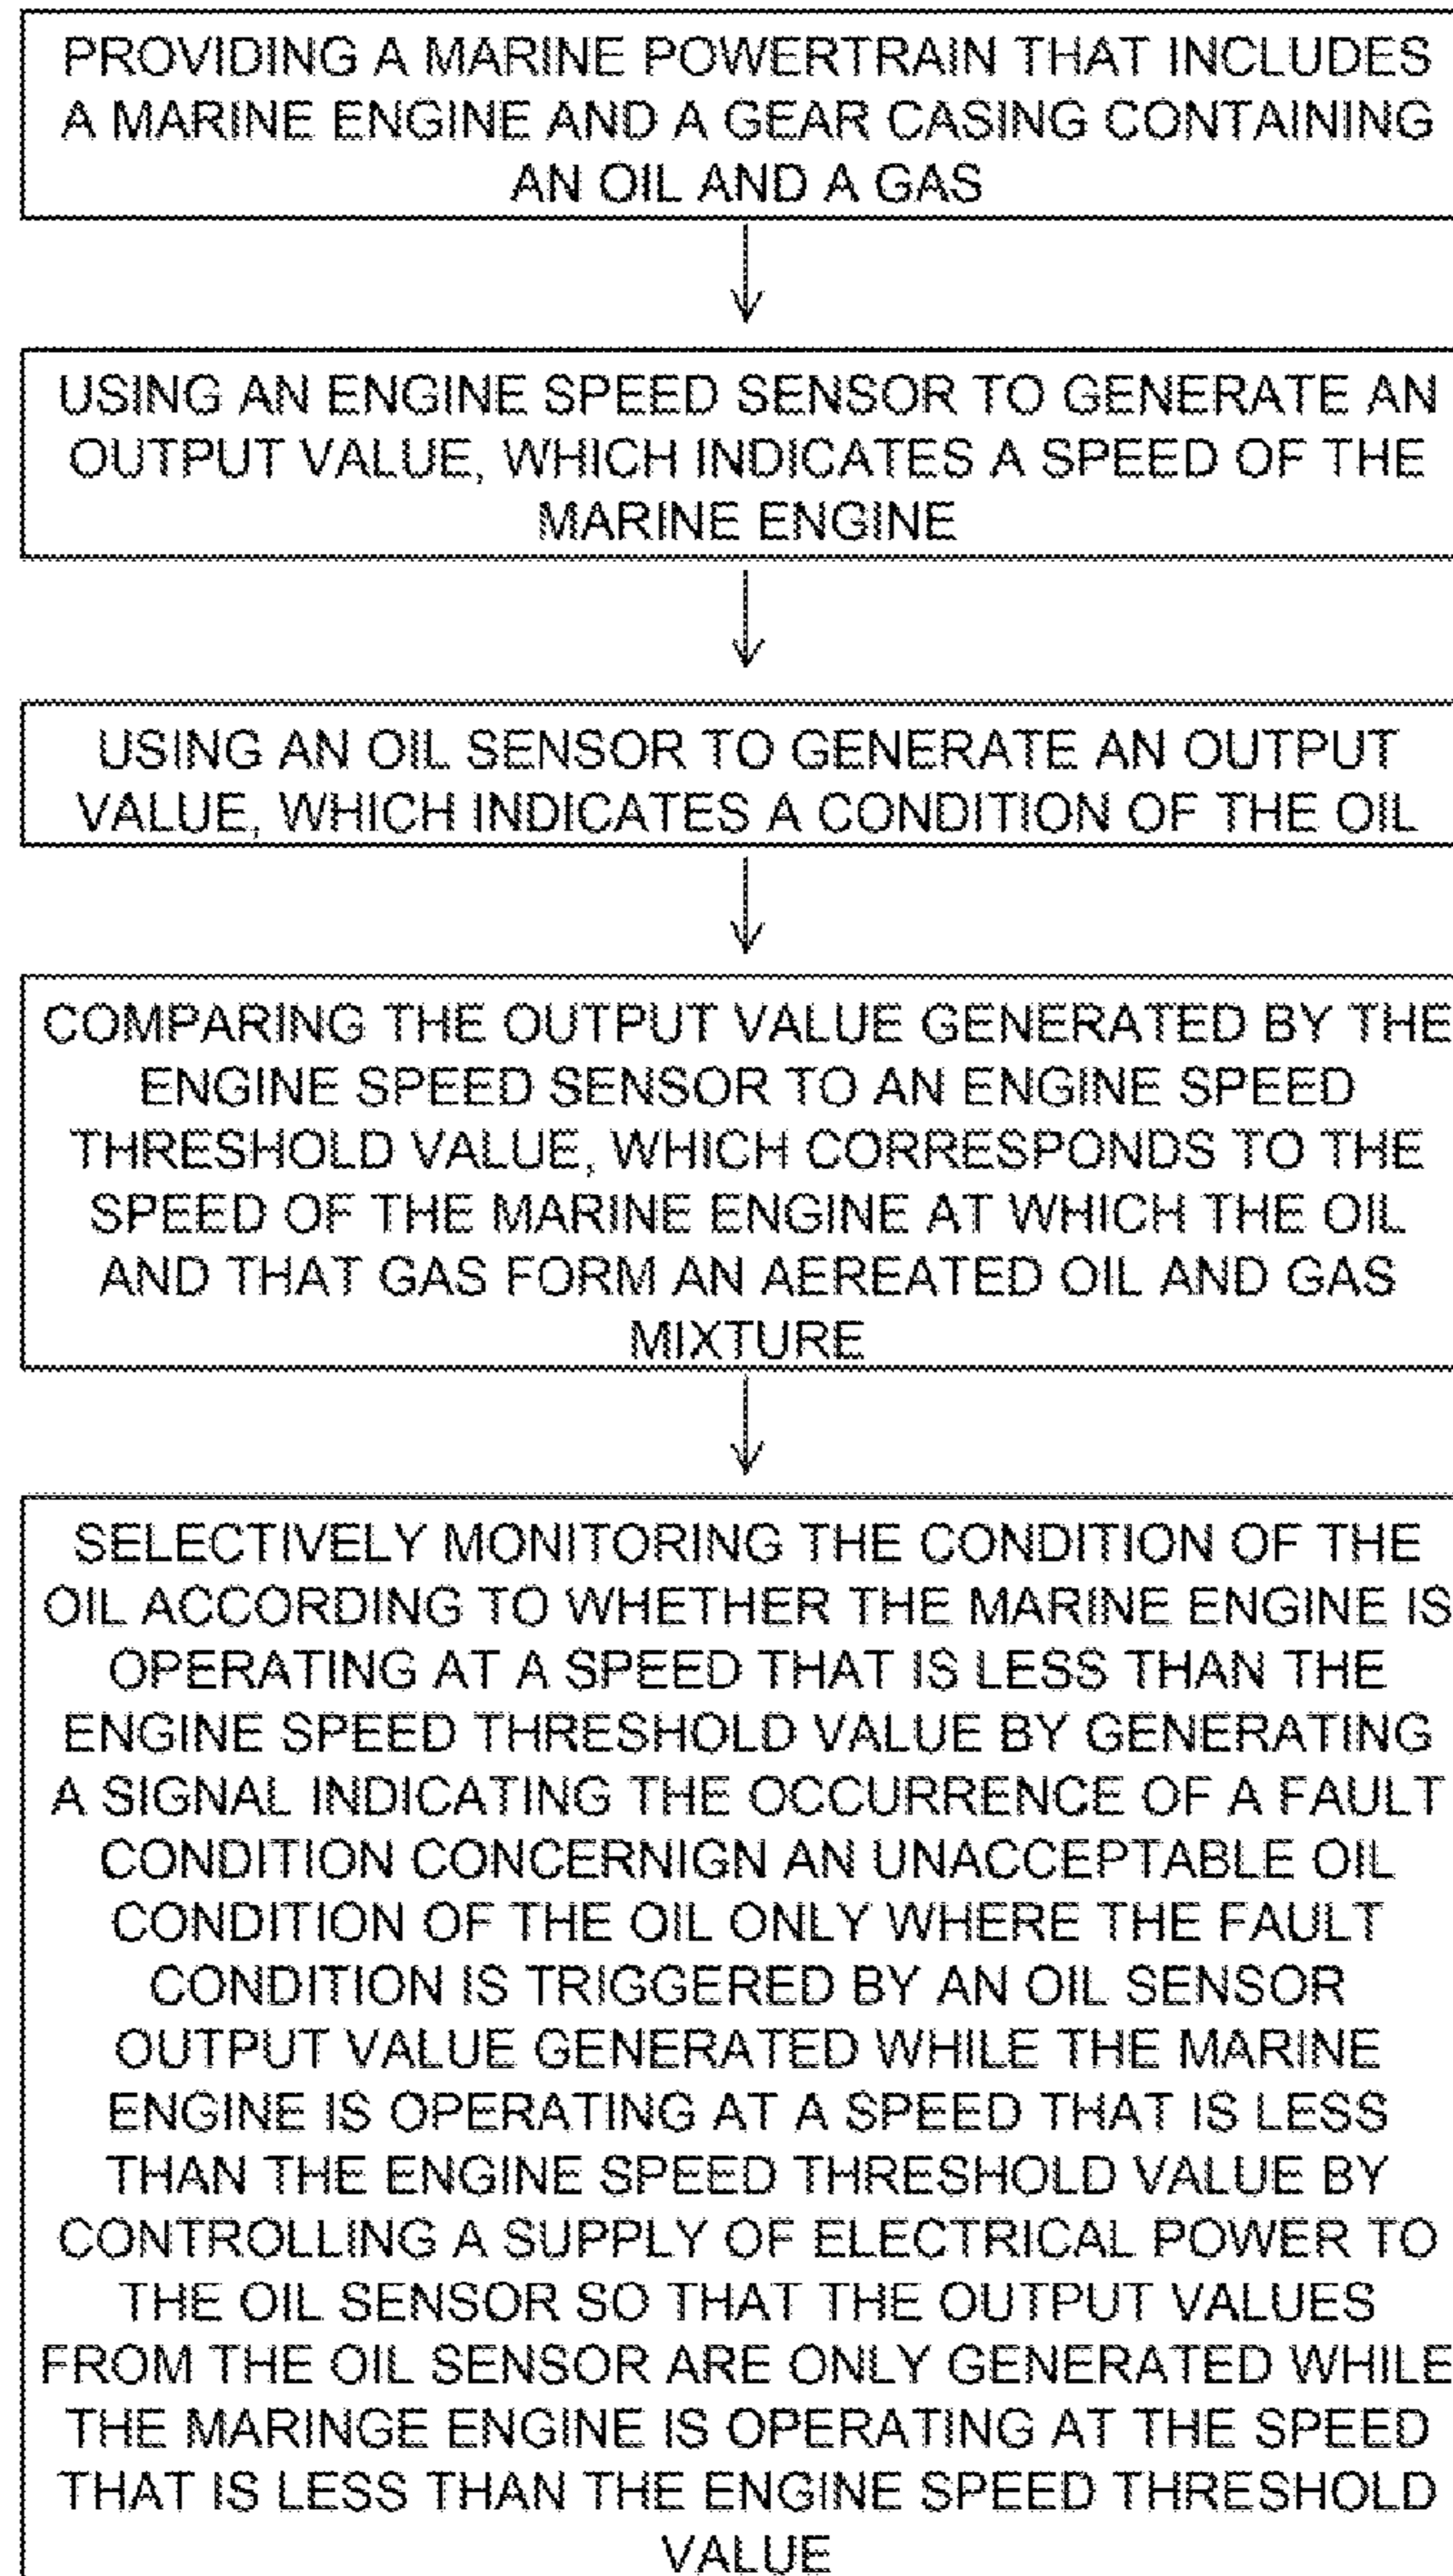 PROVIDING A MARINE POWERTRAIN THAT INCLUDES
A MARINE ENGINE AND A GEAR CASING CONTAINING
AN OIL AND A GAS
USING AN ENGINE SPEED SENSOR TO GENERATE AN
OUTPUT VALUE, WHICH INDICATES A SPEED OF THE
MARINE ENGINE
USING AN OIL SENSOR TO GENERATE AN OUTPUT
VALUE, WHICH INDICATES A CONDITION OF THE OIL
COMPARING THE OUTPUT VALUE GENERATED BY THE
ENGINE SPEED SENSOR TO AN ENGINE SPEED
THRESHOLD VALUE, WHICH CORRESPONDS TO THE
SPEED OF THE MARINE ENGINE AT WHICH THE OIL
AND THAT GAS FORM AN AEREATED OIL AND GAS
MIXTURE
SELECTIVELY MONITORING THE CONDITION OF THE
OIL ACCORDING TO WHETHER THE MARINE ENGINE IS
OPERATING AT A SPEED THAT IS LESS THAN THE
ENGINE SPEED THRESHOLD VALUE BY GENERATING
A SIGNAL INDICATING THE OCCURRENCE OF A FAULT
CONDITION CONCERNIGN AN UNACCEPTABLE OIL
CONDITION OF THE OIL ONLY WHERE THE FAULT
CONDITION IS TRIGGERED BY AN OIL SENSOR
OUTPUT VALUE GENERATED WHILE THE MARINE
ENGINE IS OPERATING AT A SPEED THAT IS LESS
THAN THE ENGINE SPEED THRESHOLD VALUE BY
CONTROLLING A SUPPLY OF ELECTRICAL POWER TO
THE OIL SENSOR SO THAT THE OUTPUT VALUES
FROM THE OIL SENSOR ARE ONLY GENERATED WHILE
THE MARINGE ENGINE IS OPERATING AT THE SPEED
THAT IS LESS THAN THE ENGINE SPEED THRESHOLD
VALUE